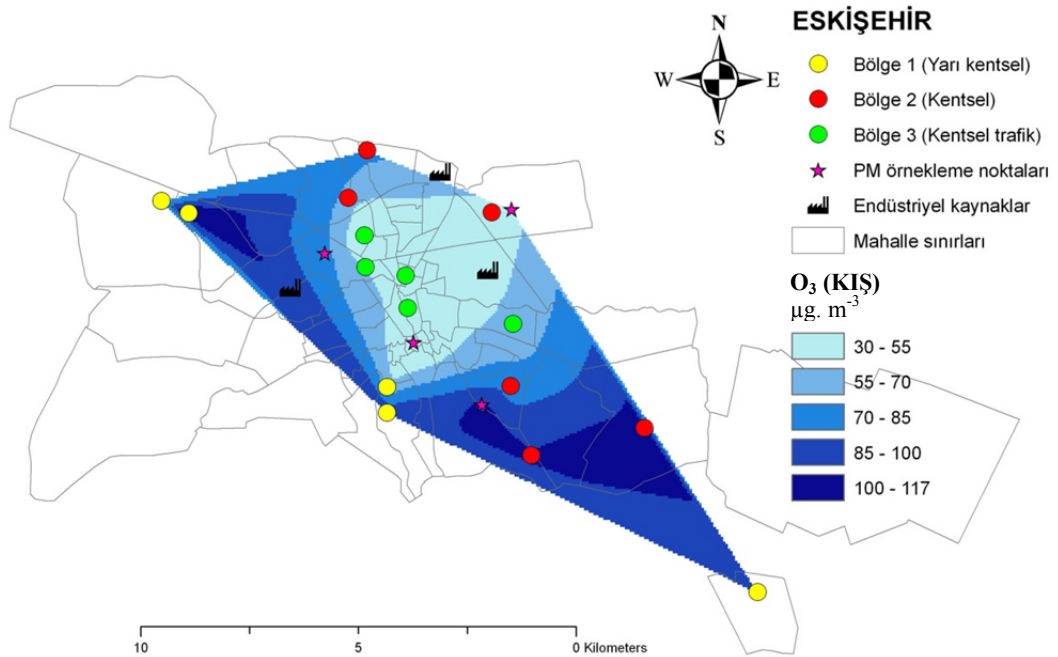 ESKİŞEHİR
N
W
E
S
Bölge 1 (Yarı kentsel)
Bölge 2 (Kentsel)
Bölge 3 (Kentsel trafik)
PM örnekleme noktaları
Endüstriyel kaynaklar
Mahalle sınırları
O₃ (KIŞ)
µg. m⁻³
30 - 55
55 - 70
70 - 85
85 - 100
100 - 117
10 5 0 Kilometers